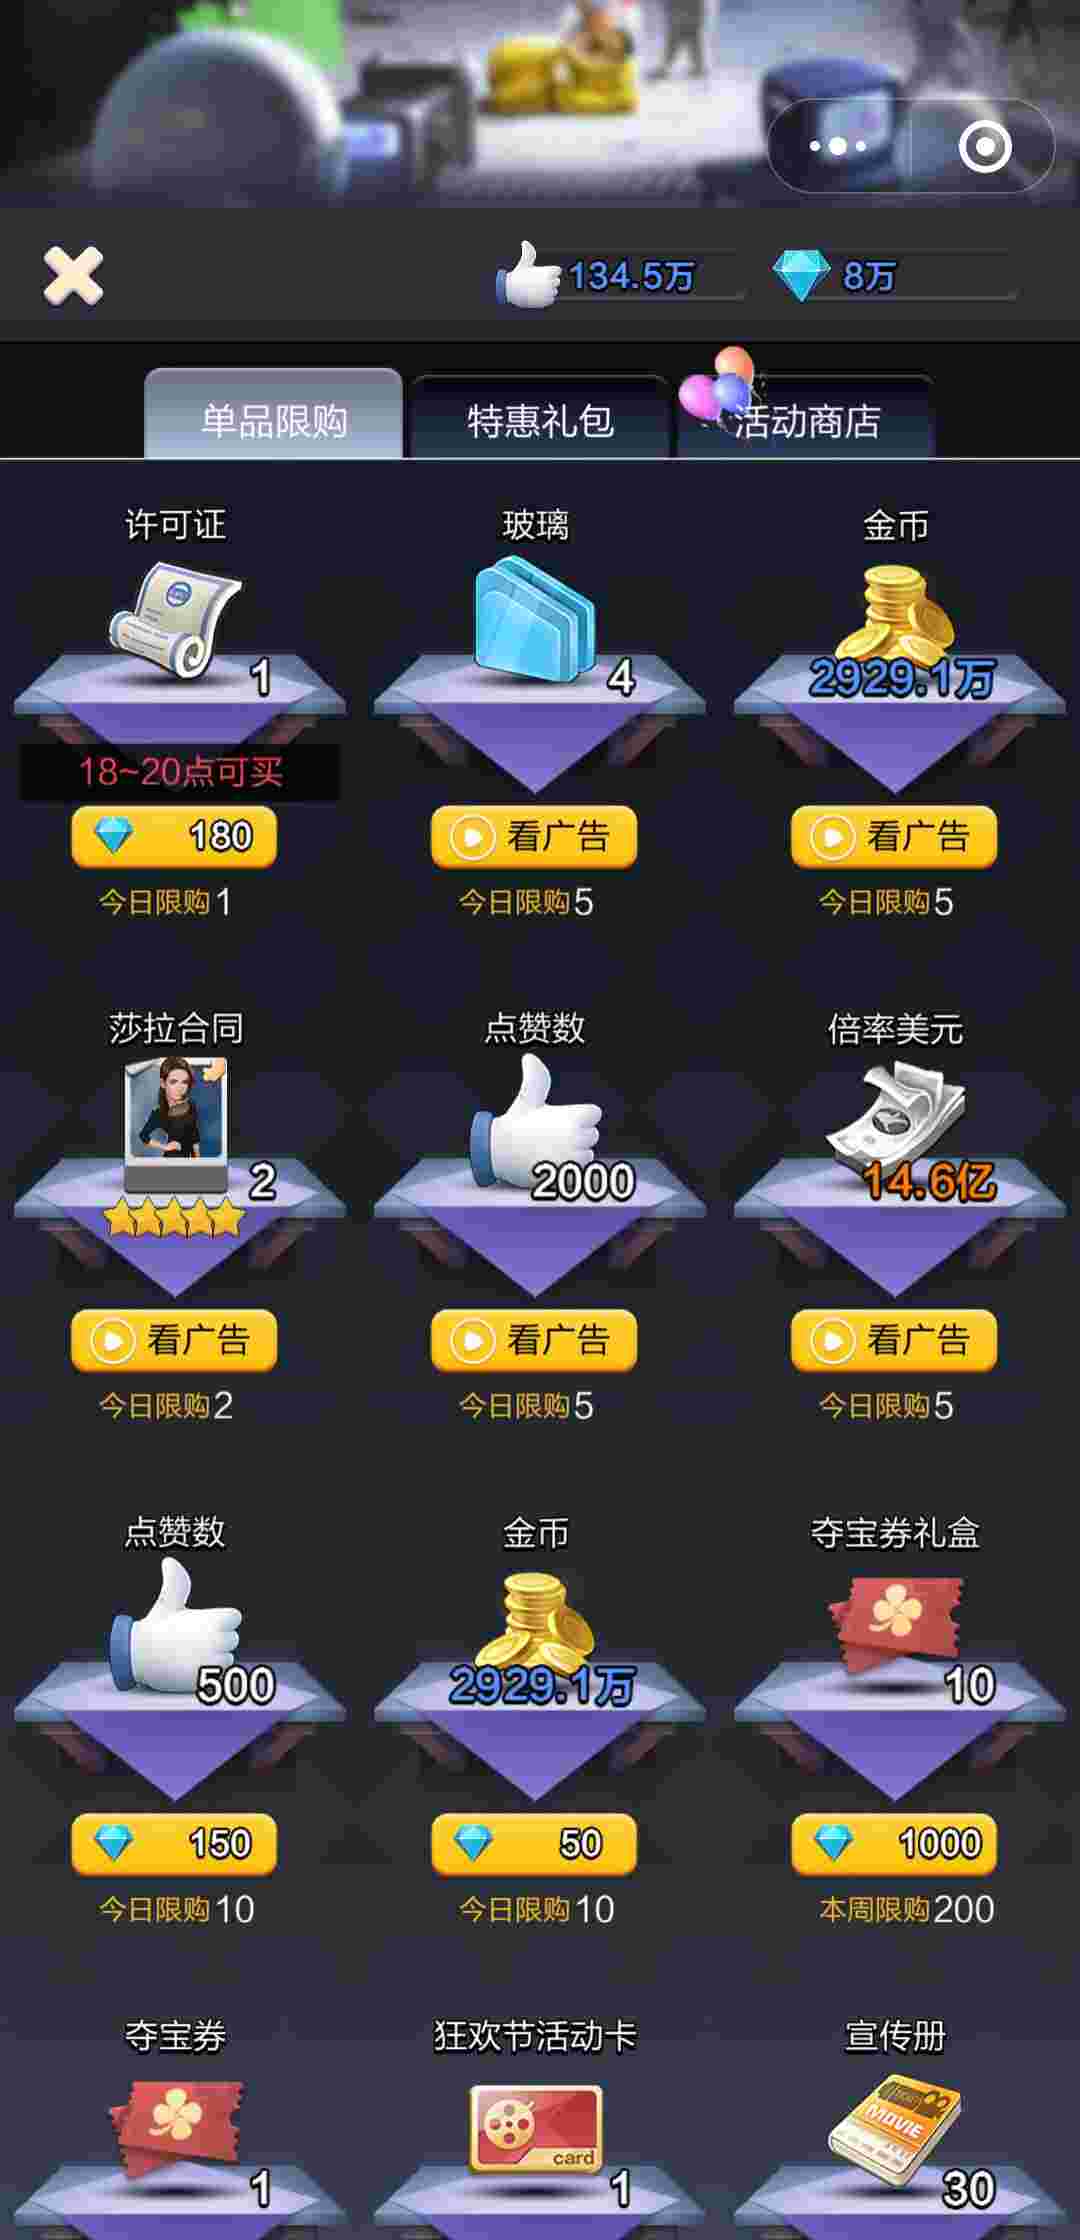 134.5万
8万
单品限购
特惠礼包
活动商店
许可证
玻璃
金币
1
4
2929.1万
18~20点可买
180
看广告
看广告
今日限购1
今日限购5
今日限购5
莎拉合同
点赞数
倍率美元
2
2000
14.6亿
看广告
看广告
看广告
今日限购2
今日限购5
今日限购5
点赞数
金币
夺宝券礼盒
500
2929.1万
10
150
50
1000
今日限购10
今日限购10
本周限购200
夺宝券
狂欢节活动卡
宣传册
card
MOVIE
1
1
30